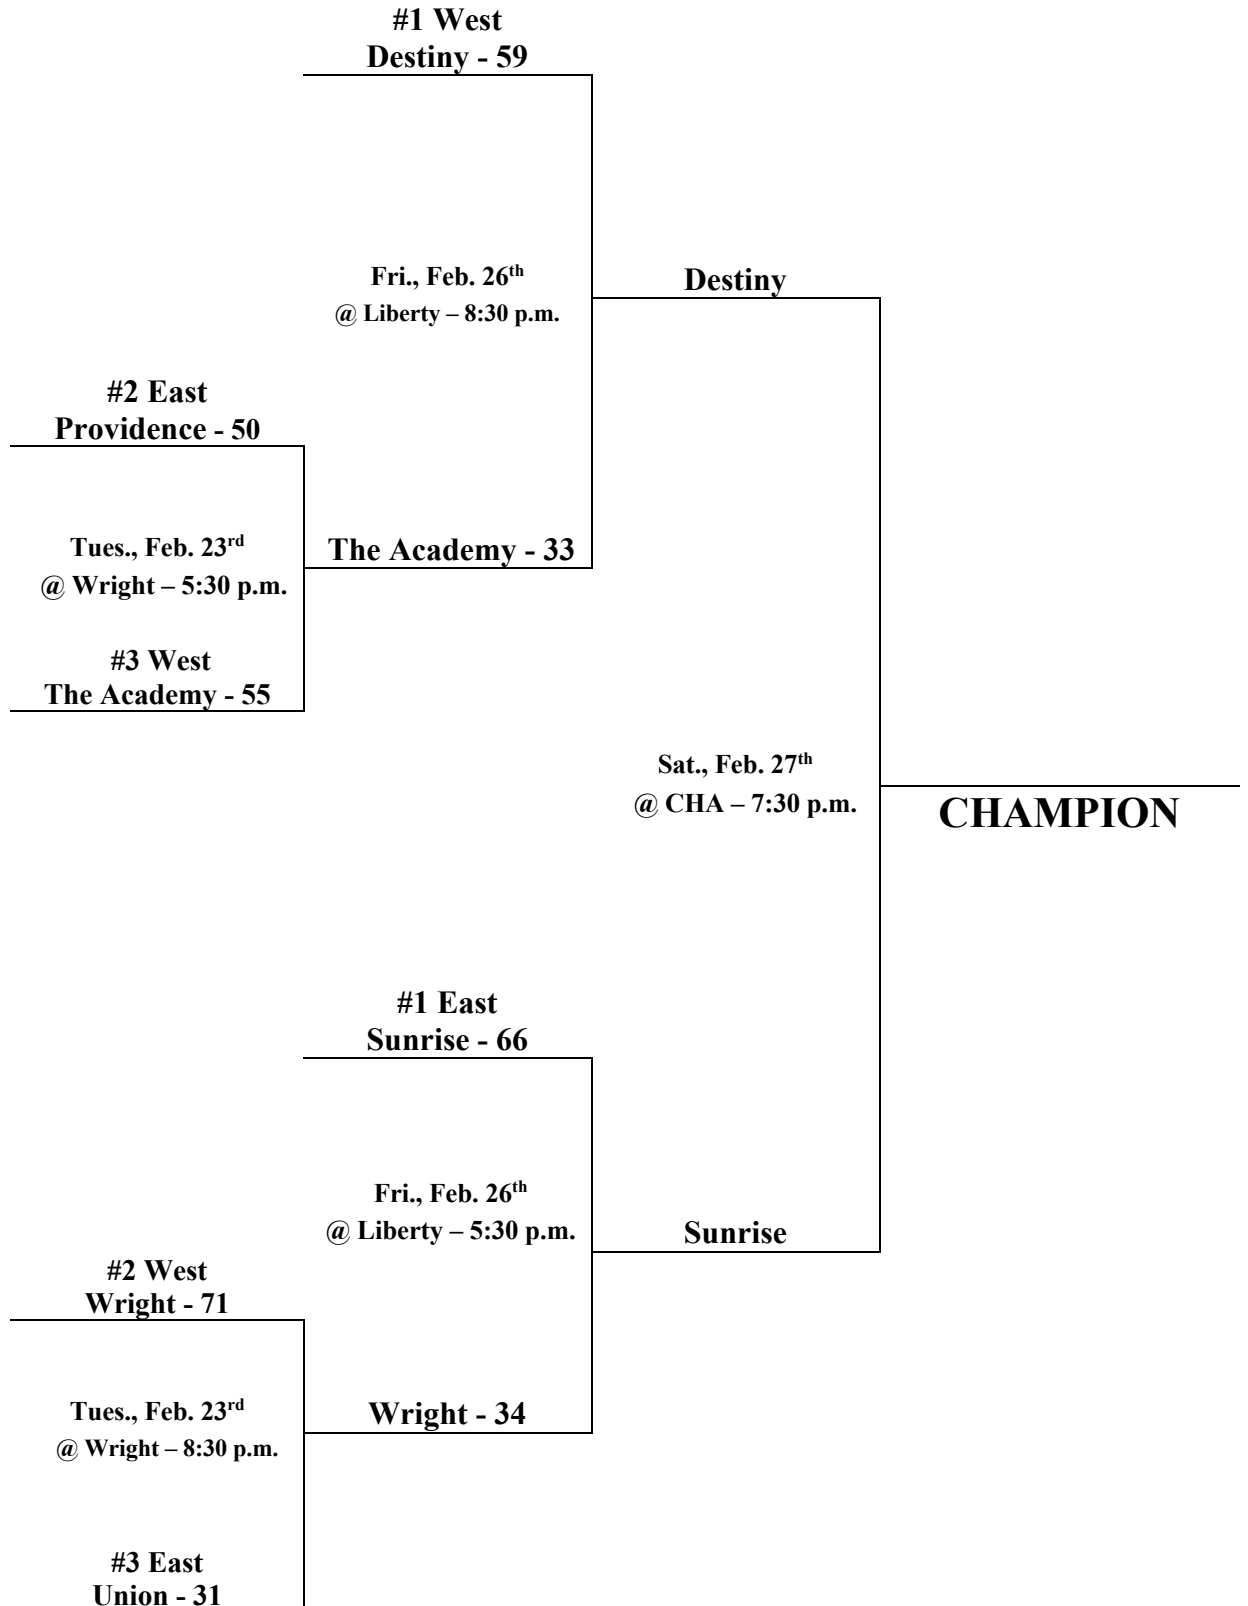 #1 West
Destiny - 59
Fri., Feb. 26th
@ Liberty – 8:30 p.m.
Destiny
#2 East
Providence - 50
Tues., Feb. 23rd
@ Wright – 5:30 p.m.
The Academy - 33
#3 West
The Academy - 55
Sat., Feb. 27th
@ CHA – 7:30 p.m.
CHAMPION
#1 East
Sunrise - 66
Fri., Feb. 26th
@ Liberty – 5:30 p.m.
Sunrise
#2 West
Wright - 71
Tues., Feb. 23rd
@ Wright – 8:30 p.m.
Wright - 34
#3 East
Union - 31